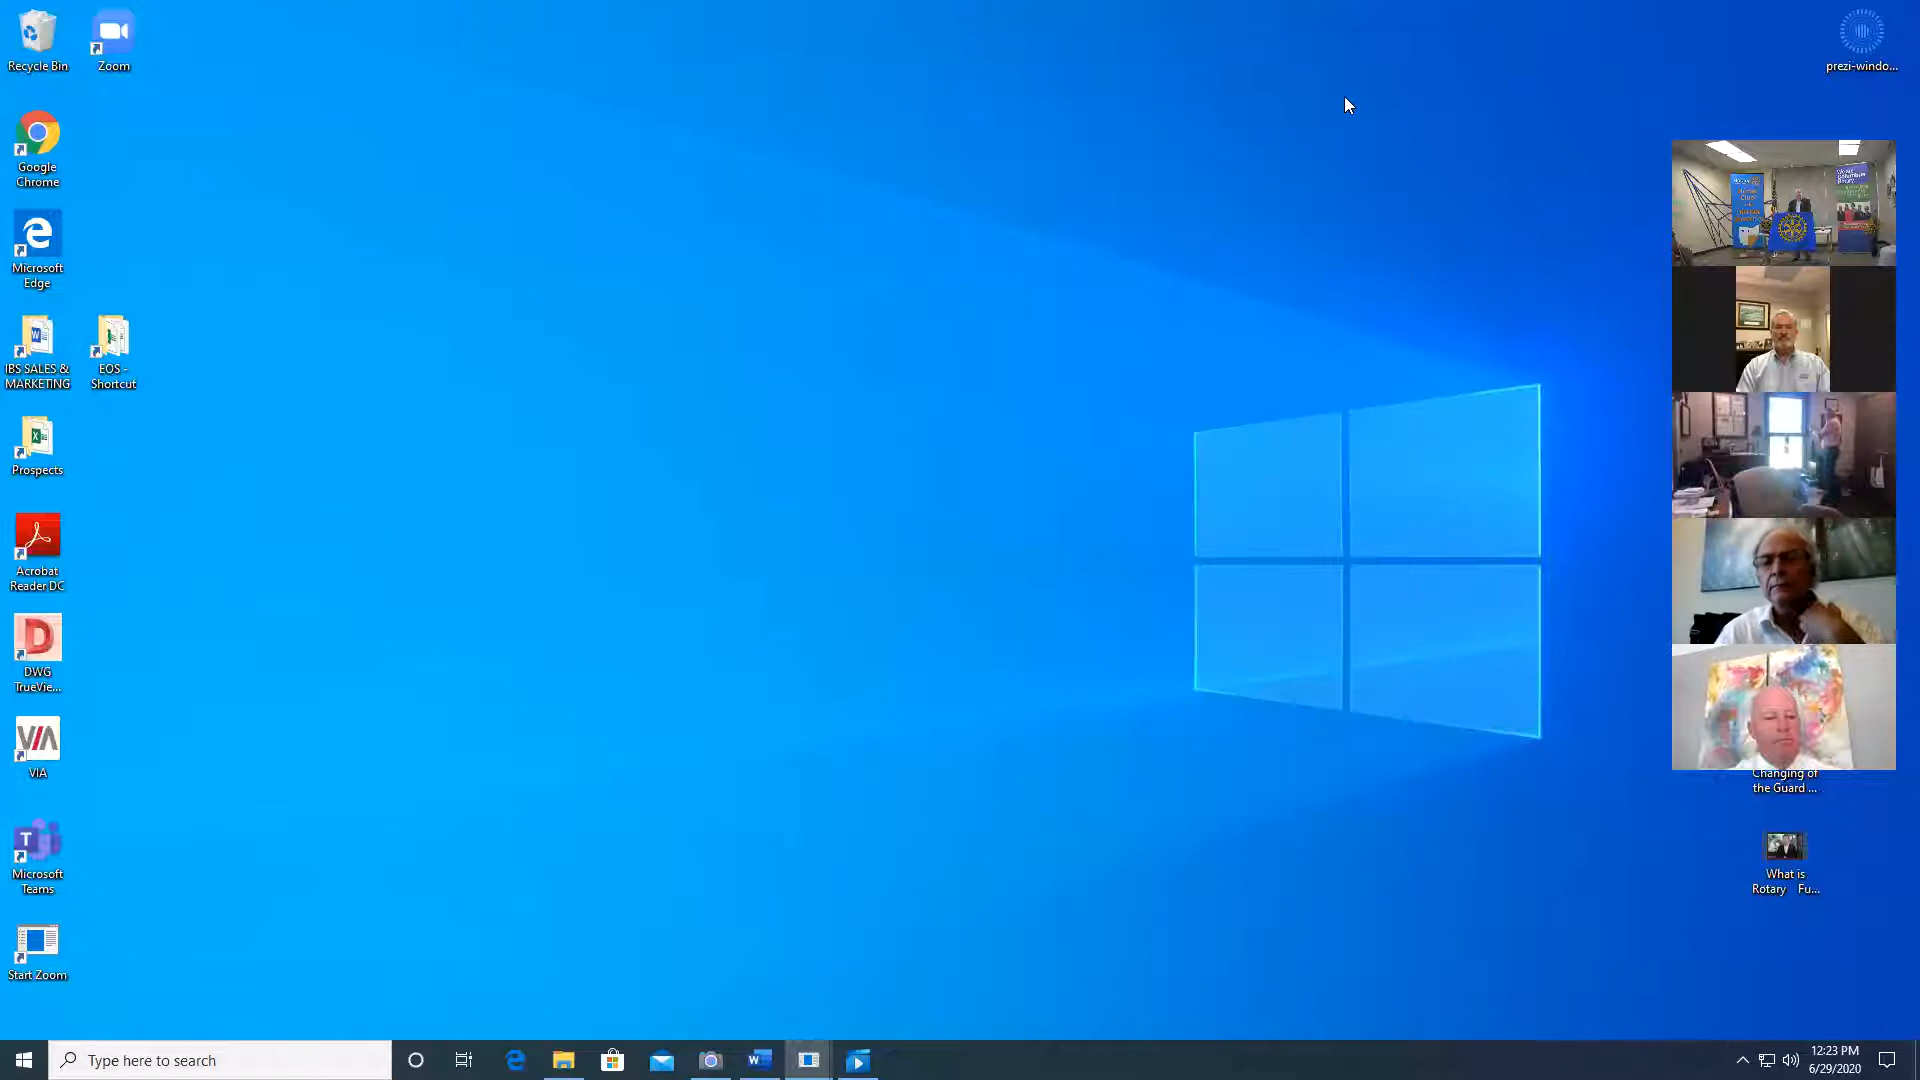 Recycle Bin
Zoom
prezi-windo...
Google
Chrome
Microsoft
Edge
IBS SALES &
MARKETING
EOS -
Shortcut
Prospects
Acrobat
Reader DC
D
DWG
TrueVie...
VIA
VIA
T
Microsoft
Teams
Start Zoom
Changing of
the Guard ...
What is
Rotary Fu...
Type here to search
12:23 PM
6/29/2020